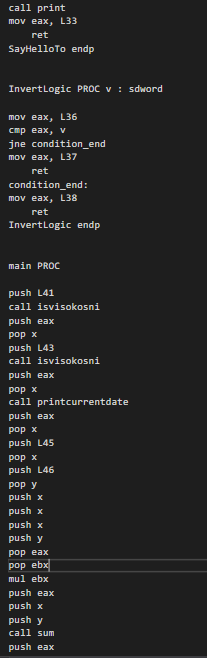 call print
mov eax, L33
ret
SayHelloTo endp
InvertLogic PROC v : sdword
mov eax, L36
cmp eax, v
jne condition_end
mov eax, L37
ret
condition_end:
mov eax, L38
ret
InvertLogic endp
main PROC
push L41
call isvisokosni
push eax
pop x
push L43
call isvisokosni
push eax
pop x
call printcurrentdate
push eax
pop x
push L45
pop x
push L46
pop y
push x
push x
push x
push y
pop eax
pop ebx
mul ebx
push eax
push x
push y
call sum
push eax